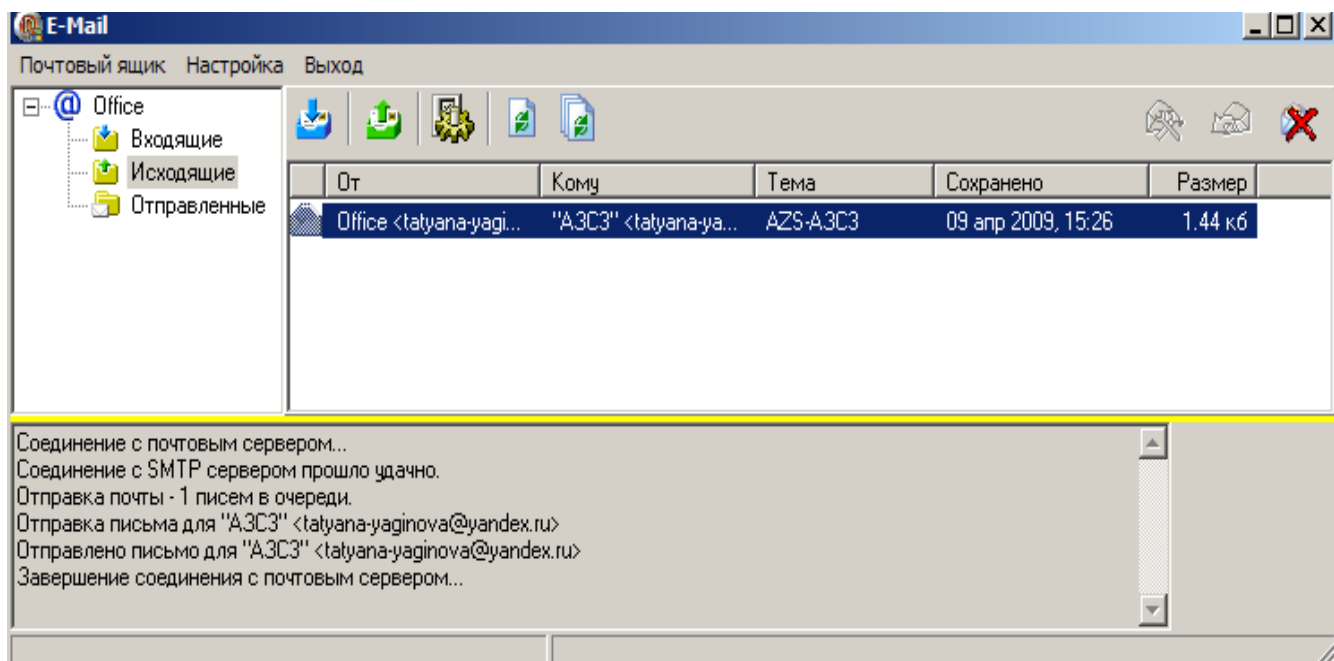 E-Mail
Почтовый ящик Настройка Выход
Office
Входящие
Исходящие
Отправленные
От Кому Тема Сохранено Размер
Office <tatyana-yagi... "АЗС3" <tatyana-ya... AZS-АЗС3 09 апр 2009, 15:26 1.44 кб
Соединение с почтовым сервером...
Соединение с SMTP сервером прошло удачно.
Отправка почты - 1 писем в очереди.
Отправка письма для "АЗС3" <tatyana-yaginova@yandex.ru>
Отправлено письмо для "АЗС3" <tatyana-yaginova@yandex.ru>
Завершение соединения с почтовым сервером...